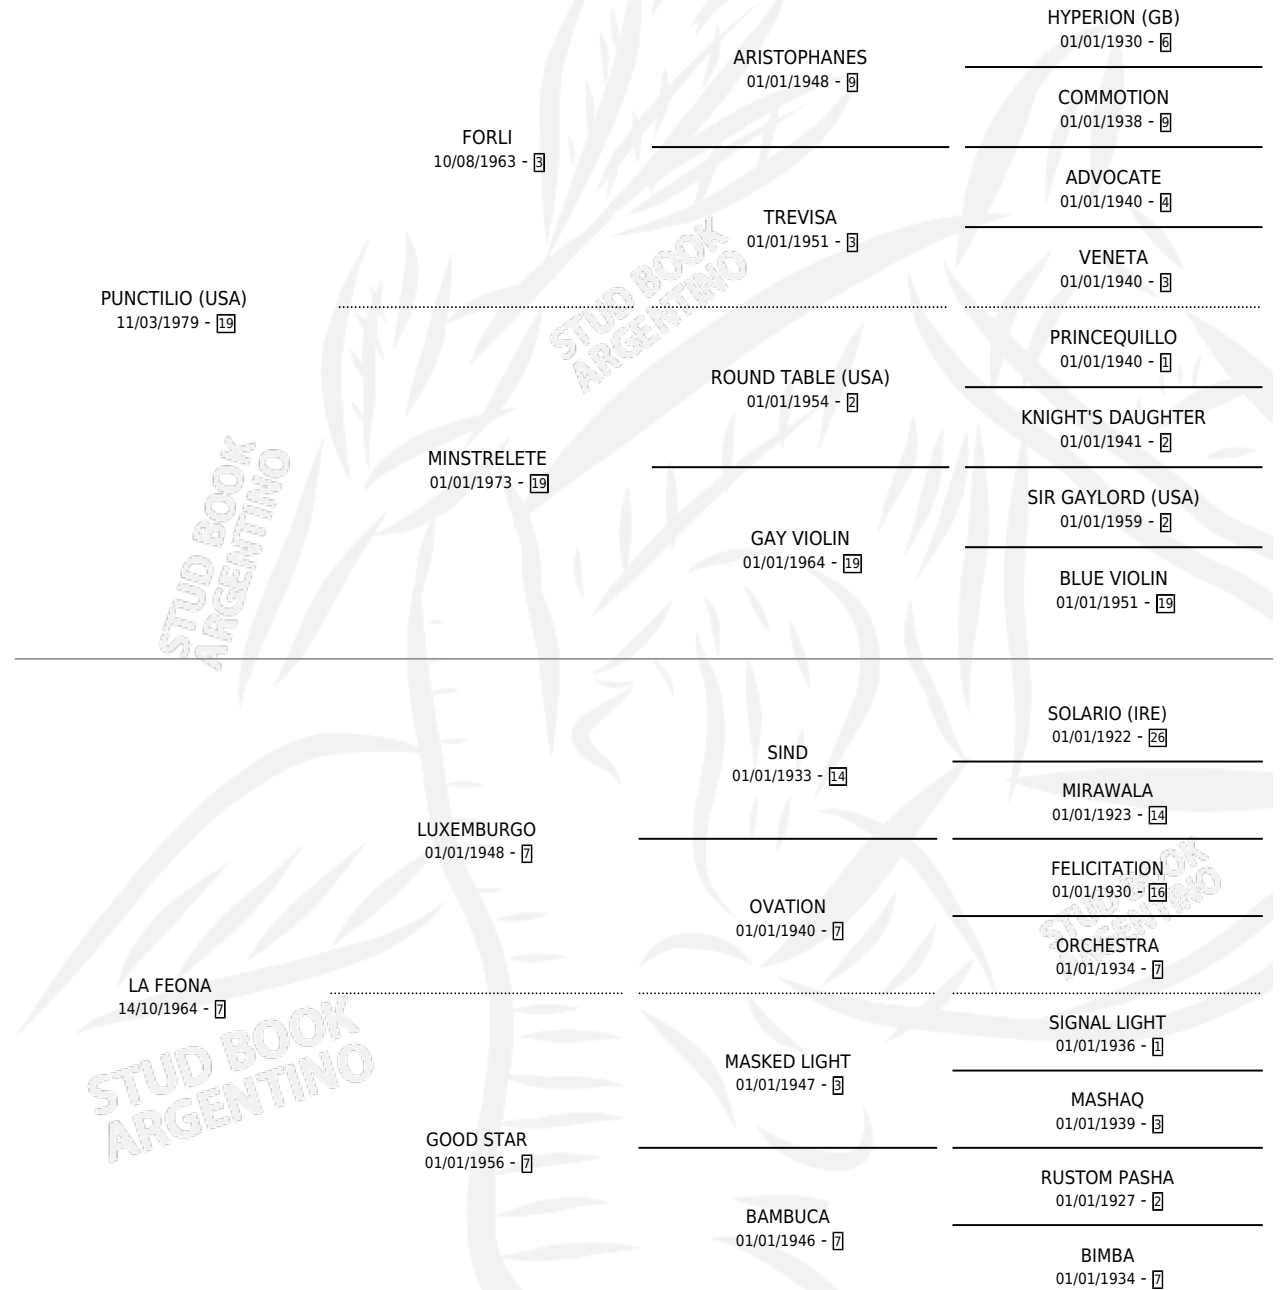 HYPERION (GB)
01/01/1930 - 6
ARISTOPHANES
01/01/1948 - 9
COMMOTION
01/01/1938 - 9
FORLI
10/08/1963 - 3
ADVOCATE
01/01/1940 - 4
TREVISA
01/01/1951 - 3
VENETA
01/01/1940 - 3
PUNCTILIO (USA)
11/03/1979 - 19
PRINCEQUILLO
01/01/1940 - 1
ROUND TABLE (USA)
01/01/1954 - 2
KNIGHT'S DAUGHTER
01/01/1941 - 2
MINSTRELETE
01/01/1973 - 19
SIR GAYLORD (USA)
01/01/1959 - 2
GAY VIOLIN
01/01/1964 - 19
BLUE VIOLIN
01/01/1951 - 19
STUD BOOK
ARGENTINO
STUD BOOK
ARGENTINO
SOLARIO (IRE)
01/01/1922 - 26
SIND
01/01/1933 - 14
MIRAWALA
01/01/1923 - 14
LUXEMBURGO
01/01/1948 - 7
FELICITATION
01/01/1930 - 16
OVATION
01/01/1940 - 7
ORCHESTRA
01/01/1934 - 7
STUD BOOK
ARGENTINO
LA FEONA
14/10/1964 - 7
SIGNAL LIGHT
01/01/1936 - 1
MASKED LIGHT
01/01/1947 - 3
MASHAQ
01/01/1939 - 3
GOOD STAR
01/01/1956 - 7
RUSTOM PASHA
01/01/1927 - 2
BAMBUCA
01/01/1946 - 7
BIMBA
01/01/1934 - 7
STUD BOOK
ARGENTINO